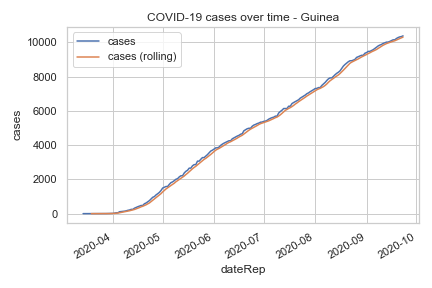 COVID-19 cases over time - Guinea
cases
cases (rolling)
10000
8000
6000
4000
2000
0
cases
2020-04
2020-05
2020-06
2020-07
2020-08
2020-09
2020-10
dateRep